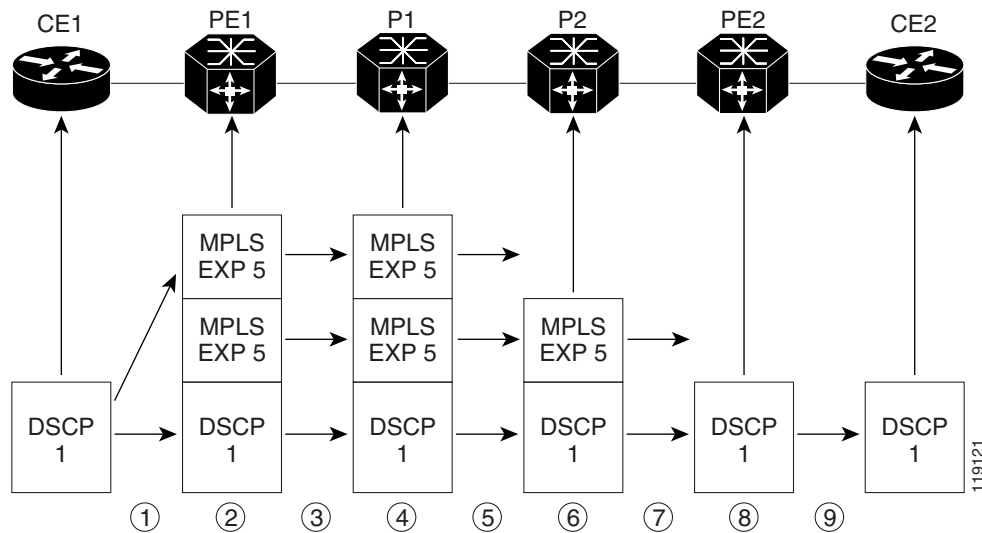 CE1 PE1 P1 P2 PE2 CE2
MPLS
EXP 5
MPLS
EXP 5
MPLS
EXP 5
MPLS
EXP 5
MPLS
EXP 5
DSCP
1
DSCP
1
DSCP
1
DSCP
1
DSCP
1
DSCP
1
119121
1 2 3 4 5 6 7 8 9